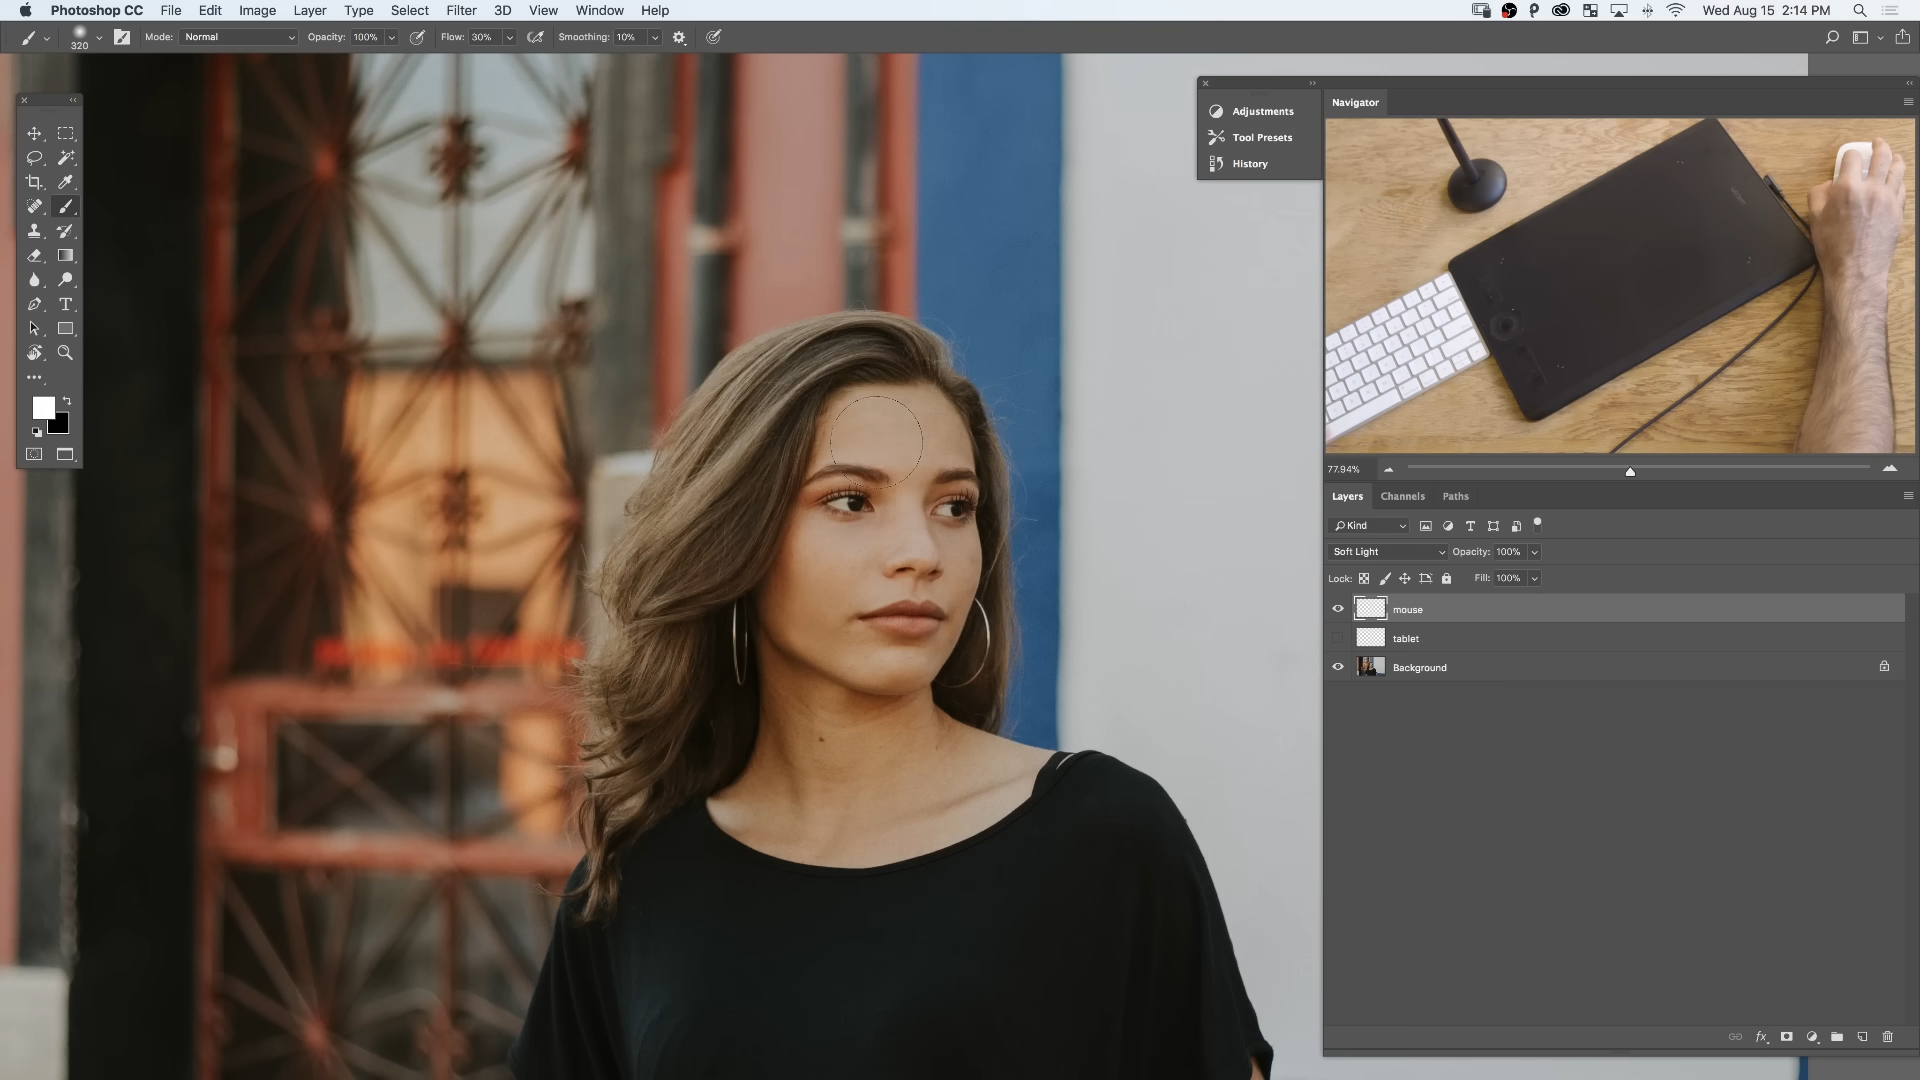 Photoshop CC File Edit Image Layer Type Select Filter 3D View Window Help Wed Aug 15 2:14 PM
320 Mode: Normal Opacity: 100% Flow: 30% Smoothing: 10%
Adjustments
Tool Presets
History
Navigator
77.94%
Layers Channels Paths
Kind
Soft Light Opacity: 100%
Lock: Fill: 100%
mouse
tablet
Background
fx